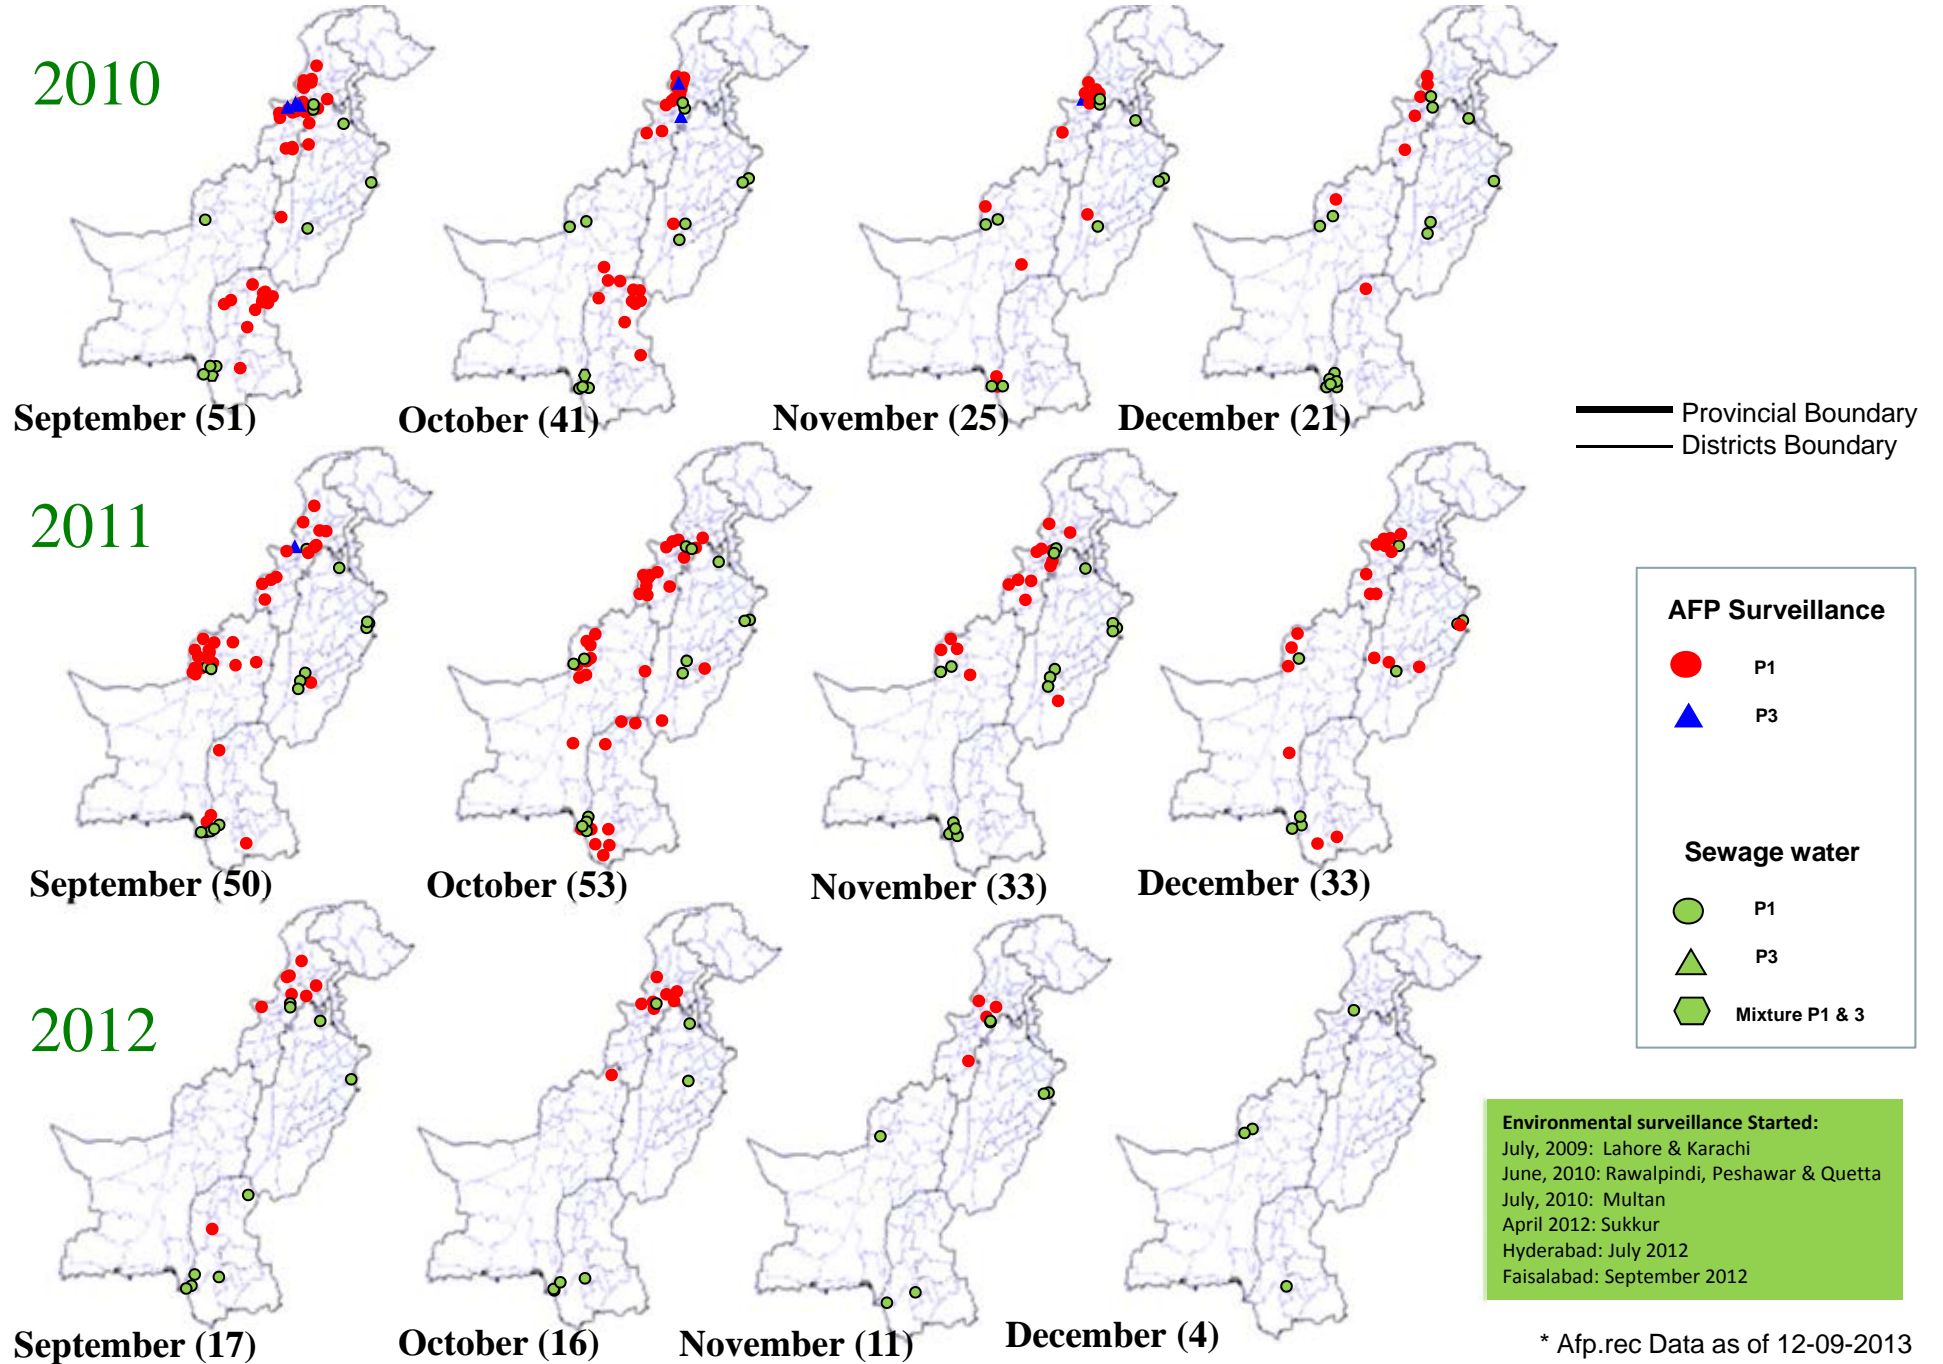 2010
September (51)
October (41)
November (25)
December (21)
Provincial Boundary
Districts Boundary
2011
September (50)
October (53)
November (33)
December (33)
AFP Surveillance
P1
P3
Sewage water
P1
P3
Mixture P1 & 3
2012
September (17)
October (16)
November (11)
December (4)
Environmental surveillance Started:
July, 2009: Lahore & Karachi
June, 2010: Rawalpindi, Peshawar & Quetta
July, 2010: Multan
April 2012: Sukkur
Hyderabad: July 2012
Faisalabad: September 2012
* Afp.rec Data as of 12-09-2013